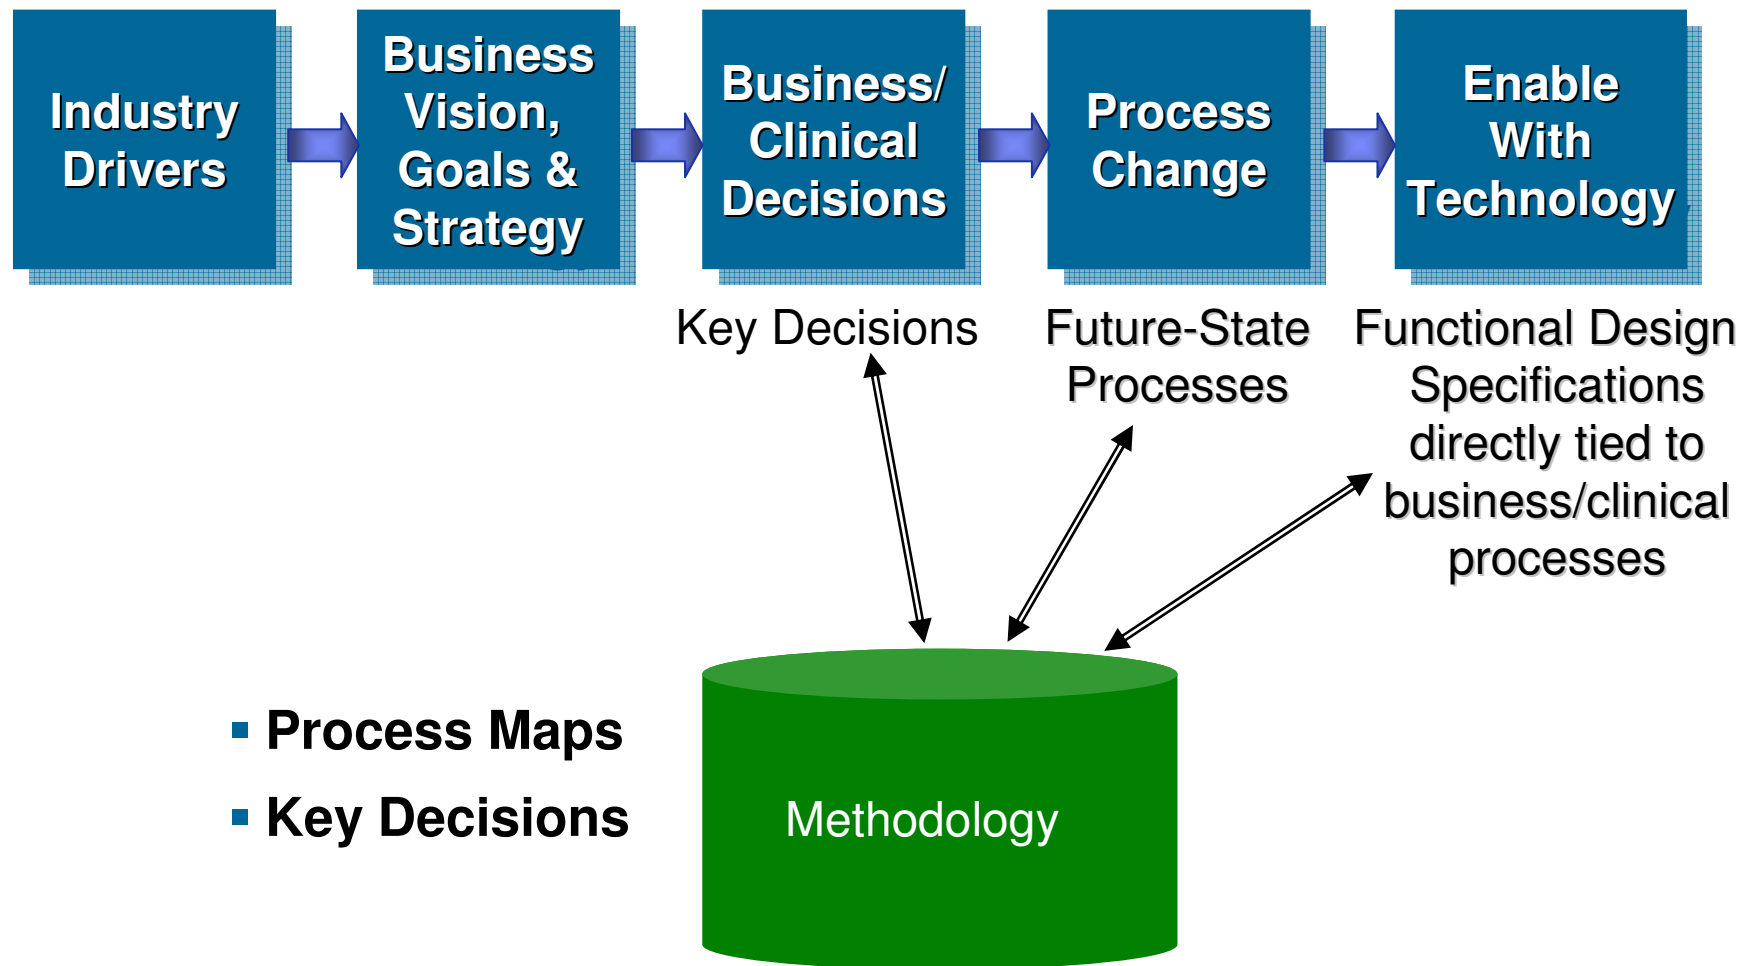 Industry
Drivers
Business
Vision,
Goals &
Strategy
Business/
Clinical
Decisions
Process
Change
Enable
With
Technology
Key Decisions
Future-State
Processes
Functional Design
Specifications
directly tied to
business/clinical
processes
Process Maps
Key Decisions
Methodology